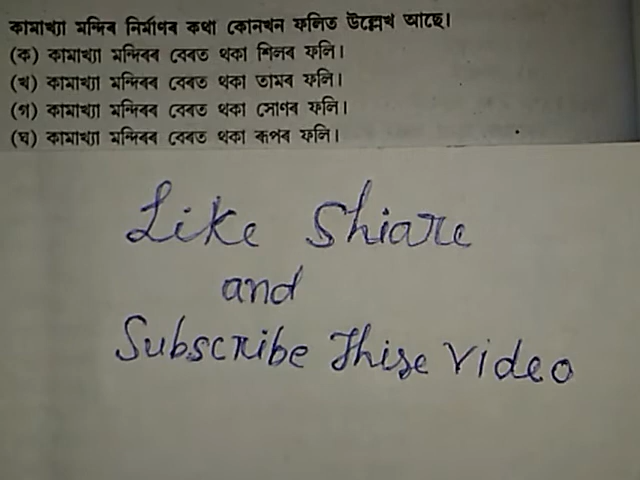 কামাখ্যা মন্দিৰ নিৰ্মাণৰ কথা কোনখন ফলিত উল্লেখ আছে।
(ক) কামাখ্যা মন্দিৰৰ বেৰত থকা শিলৰ ফলি।
(খ) কামাখ্যা মন্দিৰৰ বেৰত থকা তামৰ ফলি।
(গ) কামাখ্যা মন্দিৰৰ বেৰত থকা সোণৰ ফলি।
(ঘ) কামাখ্যা মন্দিৰৰ বেৰত থকা ৰূপৰ ফলি।
Like Shiare
and
Subscribe Thise video